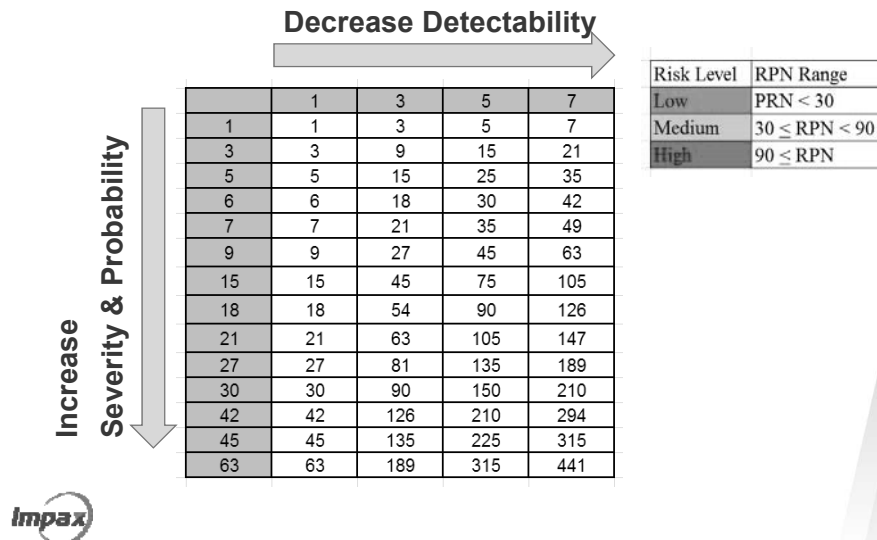 Decrease Detectability
Risk Level RPN Range
Low PRN < 30
Medium 30 ≤ RPN < 90
High 90 ≤ RPN
Increase
Severity & Probability
1 3 5 7
1 1 3 5 7
3 3 9 15 21
5 5 15 25 35
6 6 18 30 42
7 7 21 35 49
9 9 27 45 63
15 15 45 75 105
18 18 54 90 126
21 21 63 105 147
27 27 81 135 189
30 30 90 150 210
42 42 126 210 294
45 45 135 225 315
63 63 189 315 441
Impax